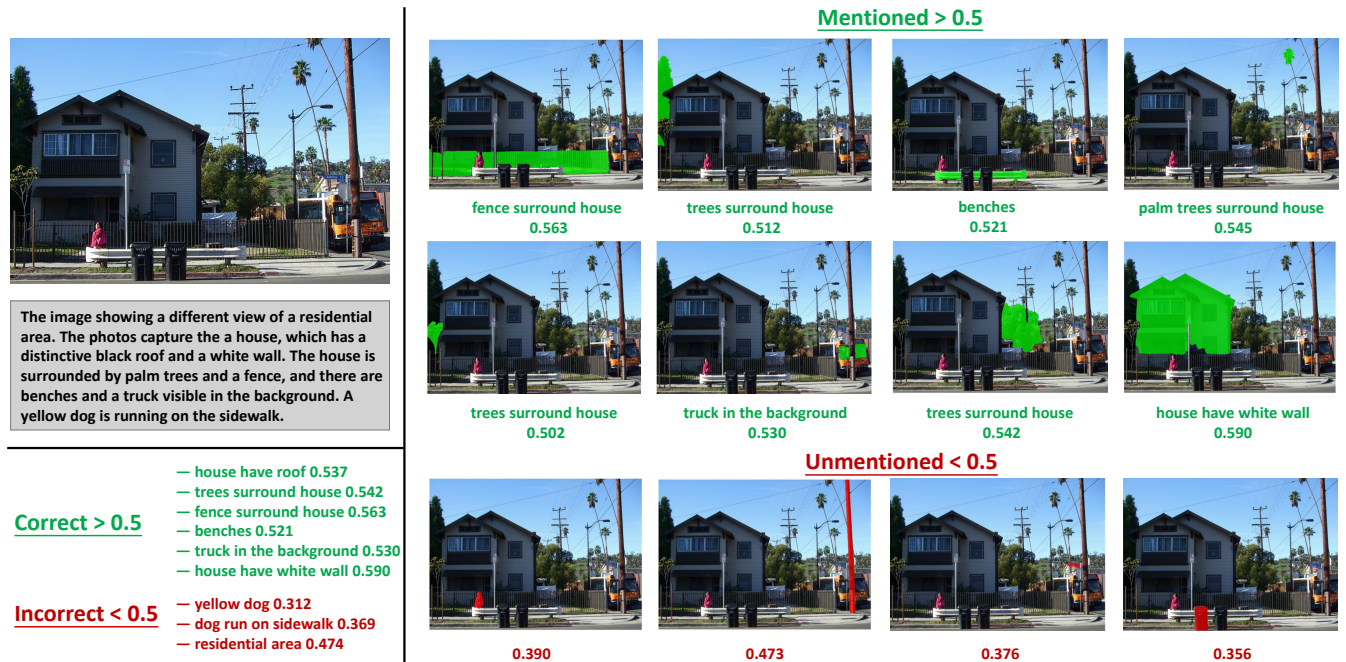 The image showing a different view of a residential
area. The photos capture the a house, which has a
distinctive black roof and a white wall. The house is
surrounded by palm trees and a fence, and there are
benches and a truck visible in the background. A
yellow dog is running on the sidewalk.
Correct > 0.5
— house have roof 0.537
— trees surround house 0.542
— fence surround house 0.563
— benches 0.521
— truck in the background 0.530
— house have white wall 0.590
Incorrect < 0.5
— yellow dog 0.312
— dog run on sidewalk 0.369
— residential area 0.474
Mentioned > 0.5
fence surround house
0.563
trees surround house
0.512
benches
0.521
palm trees surround house
0.545
trees surround house
0.502
truck in the background
0.530
trees surround house
0.542
house have white wall
0.590
Unmentioned < 0.5
0.390
0.473
0.376
0.356